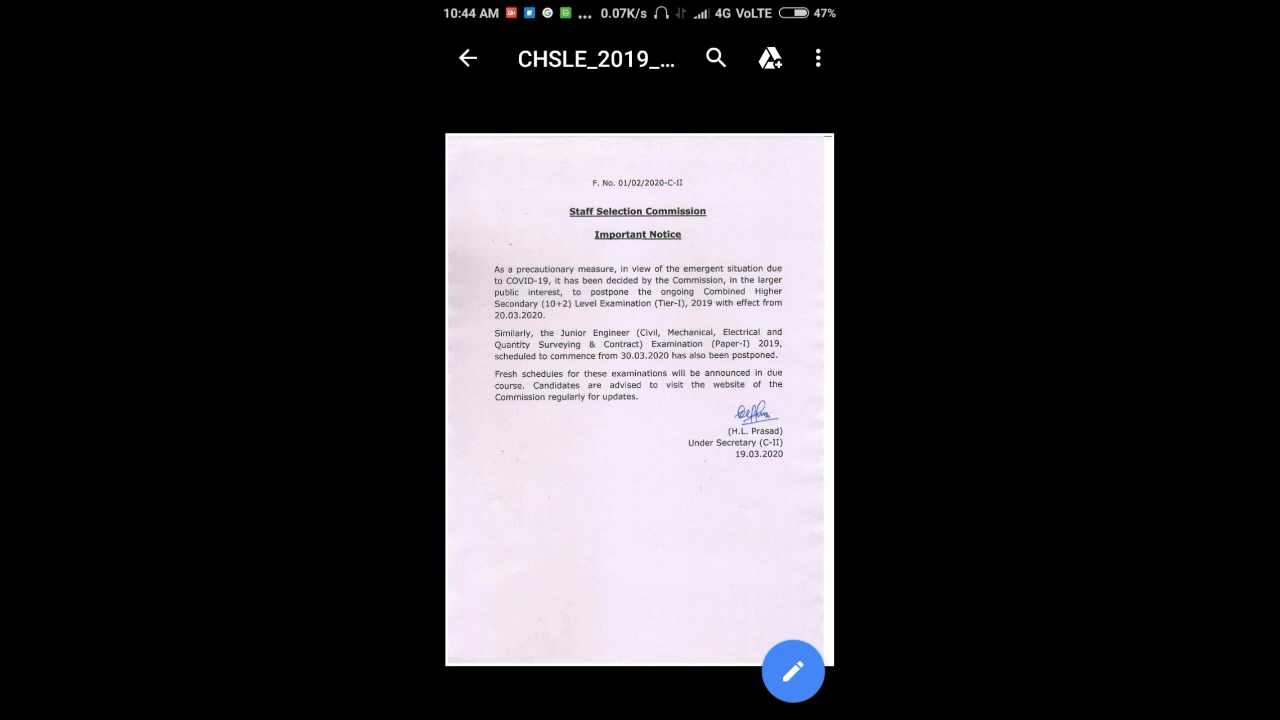 10:44 AM ... 0.07K/s 4G VoLTE 47%
CHSLE_2019_...
F. No. 01/02/2020-C-II
Staff Selection Commission
Important Notice
As a precautionary measure, in view of the emergent situation due
to COVID-19, it has been decided by the Commission, in the larger
public interest, to postpone the ongoing Combined Higher
Secondary (10+2) Level Examination (Tier-I), 2019 with effect from
20.03.2020.
Similarly, the Junior Engineer (Civil, Mechanical, Electrical and
Quantity Surveying & Contract) Examination (Paper-I) 2019,
scheduled to commence from 30.03.2020 has also been postponed.
Fresh schedules for these examinations will be announced in due
course. Candidates are advised to visit the website of the
Commission regularly for updates.
(H.L. Prasad)
Under Secretary (C-II)
19.03.2020